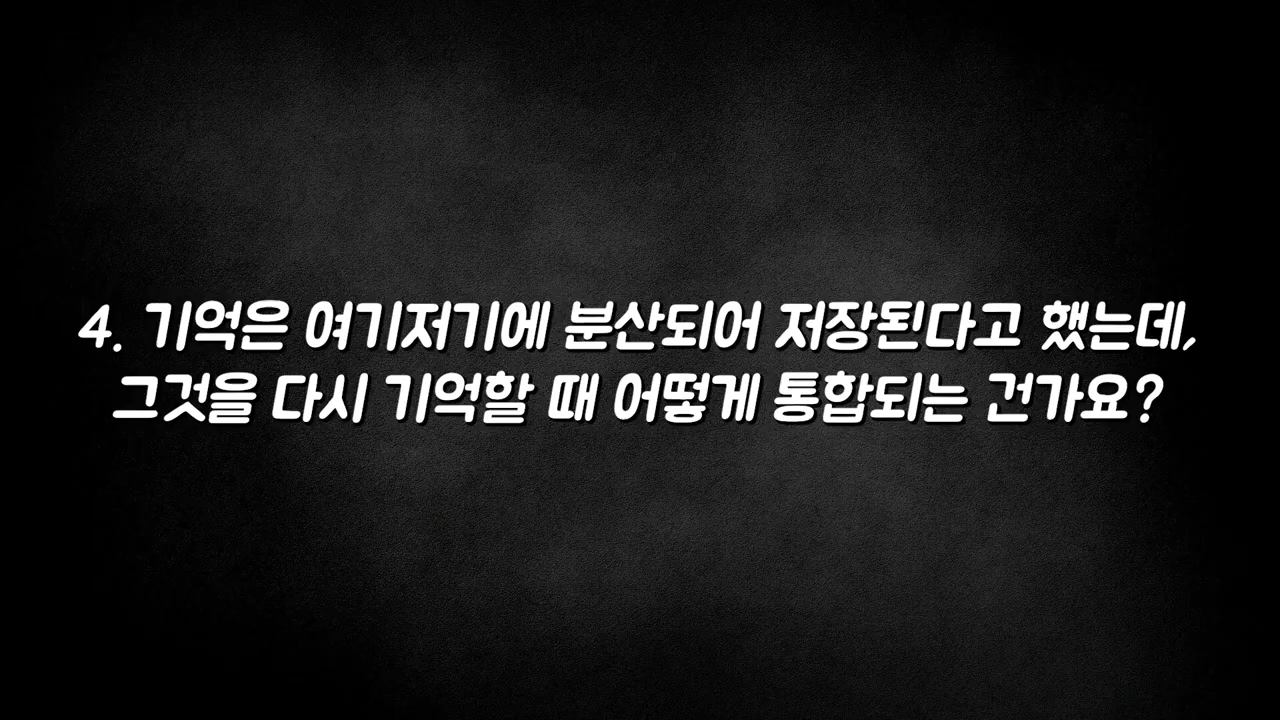 4. 기억은 여기저기에 분산되어 저장된다고 했는데,
그것을 다시 기억할 때 어떻게 통합되는 건가요?